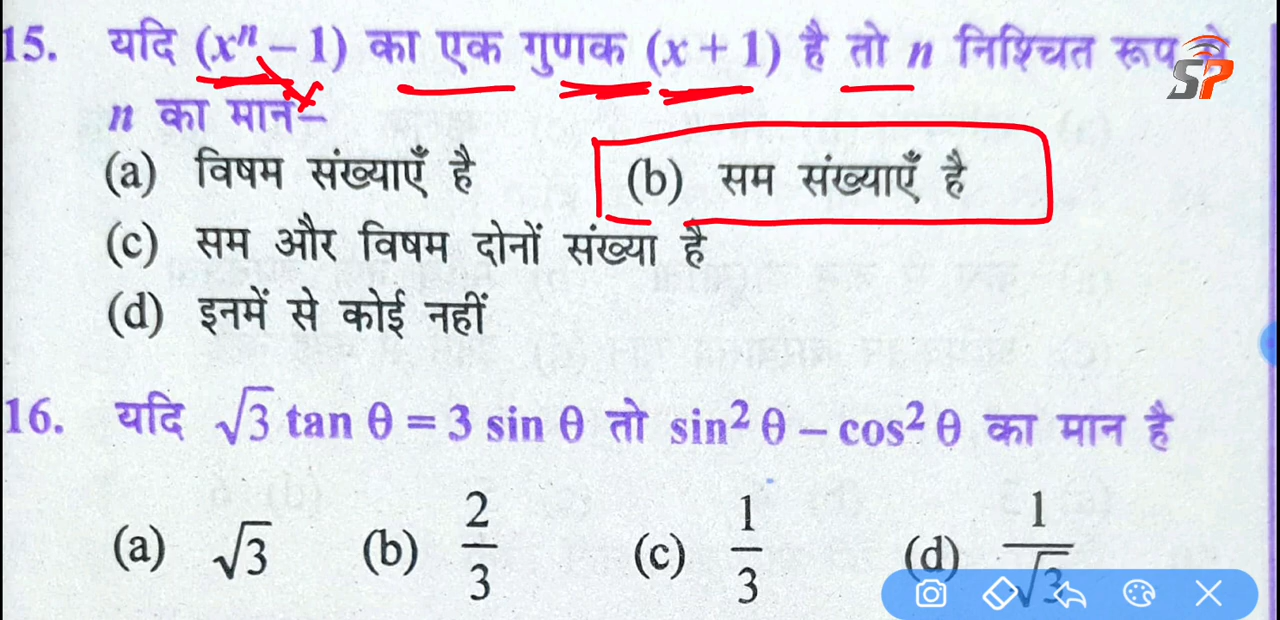 15. यदि (xⁿ – 1) का एक गुणक (x + 1) है तो n निश्चित रूप से
SP
n का मान –
(a) विषम संख्याएँ है (b) सम संख्याएँ है
(c) सम और विषम दोनों संख्या है
(d) इनमें से कोई नहीं
16. यदि √3 tan θ = 3 sin θ तो sin² θ – cos² θ का मान है
(a) √3 (b) 2/3 (c) 1/3 (d) 1/√3